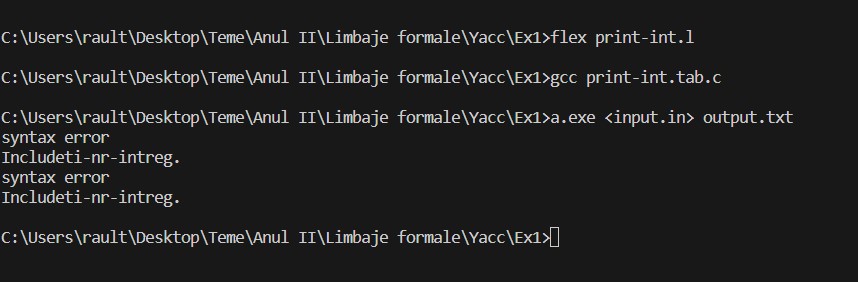 C:\Users\rault\Desktop\Teme\Anul II\Limbaje formale\Yacc\Ex1>flex print-int.l
C:\Users\rault\Desktop\Teme\Anul II\Limbaje formale\Yacc\Ex1>gcc print-int.tab.c
C:\Users\rault\Desktop\Teme\Anul II\Limbaje formale\Yacc\Ex1>a.exe <input.in> output.txt
syntax error
Includeti-nr-intreg.
syntax error
Includeti-nr-intreg.
C:\Users\rault\Desktop\Teme\Anul II\Limbaje formale\Yacc\Ex1>